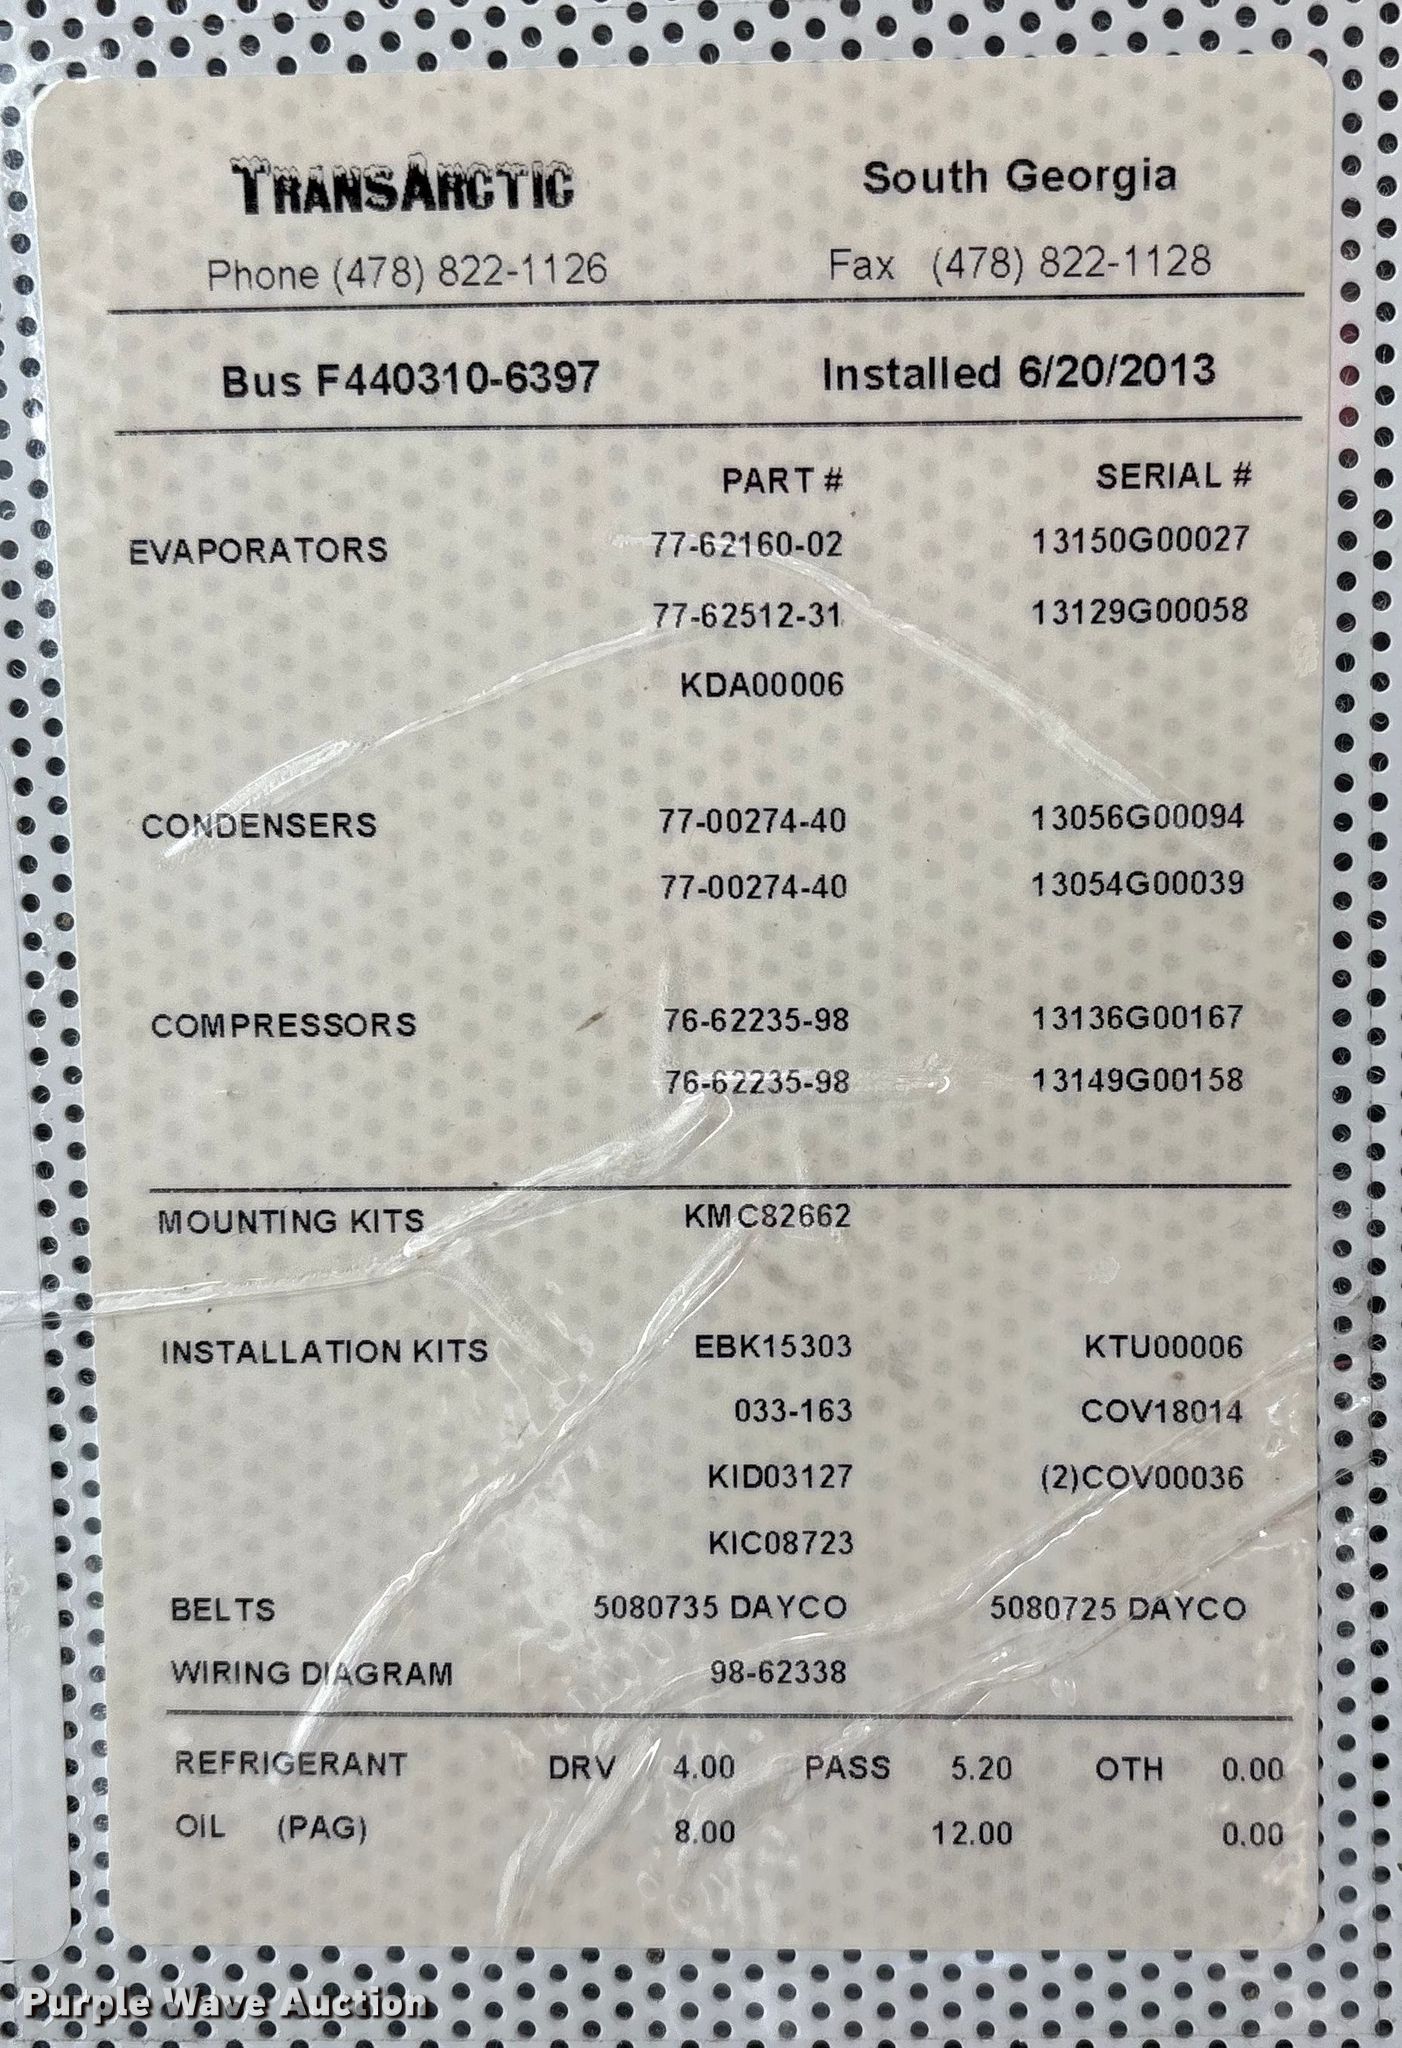 TRANSARCTIC South Georgia
Phone (478) 822-1126 Fax (478) 822-1128
Bus F440310-6397 Installed 6/20/2013
PART # SERIAL #
EVAPORATORS 77-62160-02 13150G00027
77-62512-31 13129G00058
KDA00006
CONDENSERS 77-00274-40 13056G00094
77-00274-40 13054G00039
COMPRESSORS 76-62235-98 13136G00167
76-62235-98 13149G00158
MOUNTING KITS KMC82662
INSTALLATION KITS EBK15303 KTU00006
033-163 COV18014
KID03127 (2)COV00036
KIC08723
BELTS 5080735 DAYCO 5080725 DAYCO
WIRING DIAGRAM 98-62338
REFRIGERANT DRV 4.00 PASS 5.20 OTH 0.00
OIL (PAG) 8.00 12.00 0.00
Purple Wave Auction